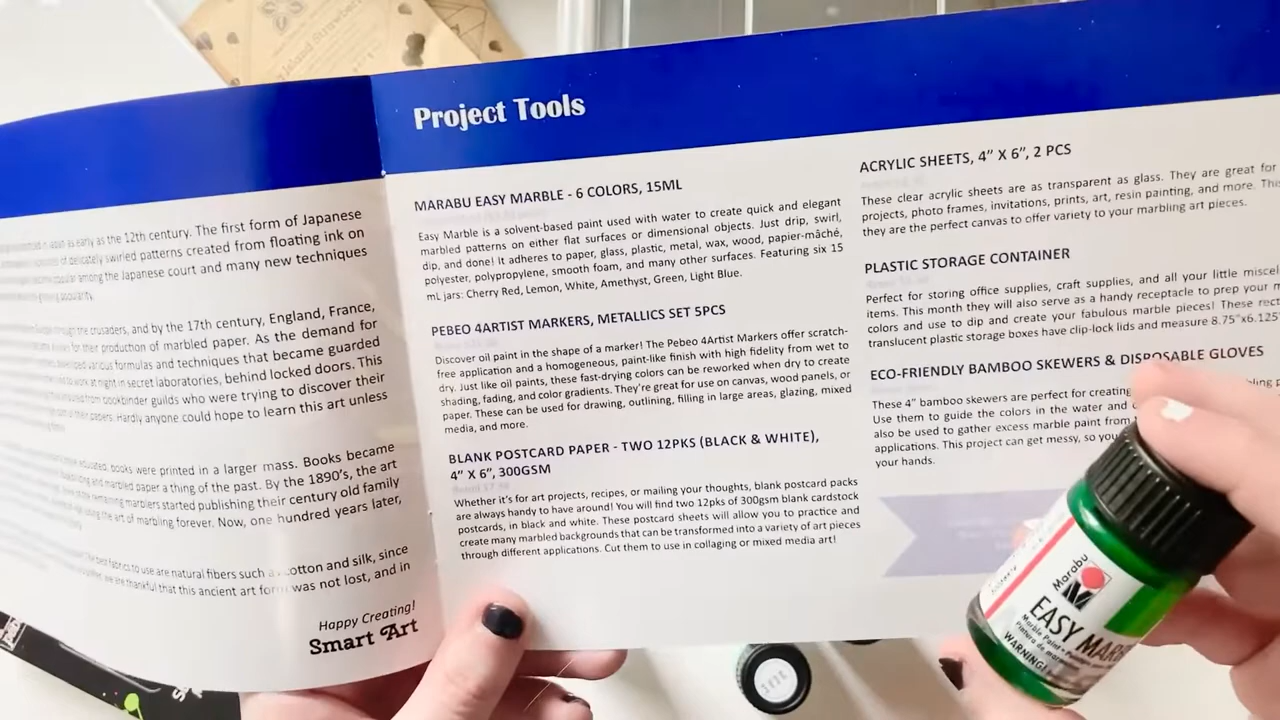 as early as the 12th century. The first form of Japanese
delicately swirled patterns created from floating ink on
among the Japanese court and many new techniques
popularity.
through the crusaders, and by the 17th century, England, France,
for their production of marbled paper. As the demand for
various formulas and techniques that became guarded
work at night in secret laboratories, behind locked doors. This
from bookbinder guilds who were trying to discover their
papers. Hardly anyone could hope to learn this art unless
books were printed in a larger mass. Books became
marbled paper a thing of the past. By the 1890's, the art
remaining marblers started publishing their century old family
art of marbling forever. Now, one hundred years later,
best fabrics to use are natural fibers such as cotton and silk, since
we are thankful that this ancient art form was not lost, and in
Happy Creating!
Smart Art
Project Tools
MARABU EASY MARBLE - 6 COLORS, 15ML
Easy Marble is a solvent-based paint used with water to create quick and elegant
marbled patterns on either flat surfaces or dimensional objects. Just drip, swirl,
dip, and done! It adheres to paper, glass, plastic, metal, wax, wood, papier-mâché,
polyester, polypropylene, smooth foam, and many other surfaces. Featuring six 15
mL jars: Cherry Red, Lemon, White, Amethyst, Green, Light Blue.
PEBEO 4ARTIST MARKERS, METALLICS SET 5PCS
Discover oil paint in the shape of a marker! The Pebeo 4Artist Markers offer scratch-
free application and a homogeneous, paint-like finish with high fidelity from wet to
dry. Just like oil paints, these fast-drying colors can be reworked when dry to create
shading, fading, and color gradients. They're great for use on canvas, wood panels, or
paper. These can be used for drawing, outlining, filling in large areas, glazing, mixed
media, and more.
BLANK POSTCARD PAPER - TWO 12PKS (BLACK & WHITE),
4" X 6", 300GSM
Whether it's for art projects, recipes, or mailing your thoughts, blank postcard packs
are always handy to have around! You will find two 12pks of 300gsm blank cardstock
postcards, in black and white. These postcard sheets will allow you to practice and
create many marbled backgrounds that can be transformed into a variety of art pieces
through different applications. Cut them to use in collaging or mixed media art!
ACRYLIC SHEETS, 4" X 6", 2 PCS
These clear acrylic sheets are as transparent as glass. They are great for
projects, photo frames, invitations, prints, art, resin painting, and more. This
they are the perfect canvas to offer variety to your marbling art pieces.
PLASTIC STORAGE CONTAINER
Perfect for storing office supplies, craft supplies, and all your little
items. This month they will also serve as a handy receptacle to prep your
colors and use to dip and create your fabulous marble pieces! These
translucent plastic storage boxes have clip-lock lids and measure 8.75"x6.125"
ECO-FRIENDLY BAMBOO SKEWERS & DISPOSABLE GLOVES
These 4" bamboo skewers are perfect for creating
Use them to guide the colors in the water and
also be used to gather excess marble paint from
applications. This project can get messy, so you
your hands.
Marabu
EASY MARB
Marble Paint
WARNING!